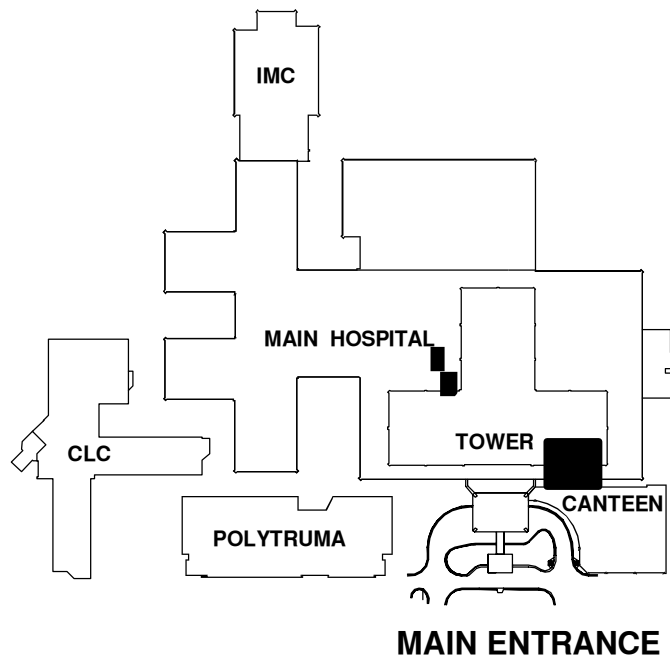 IMC
MAIN HOSPITAL
TOWER
CLC
CANTEEN
POLYTRUMA
MAIN ENTRANCE